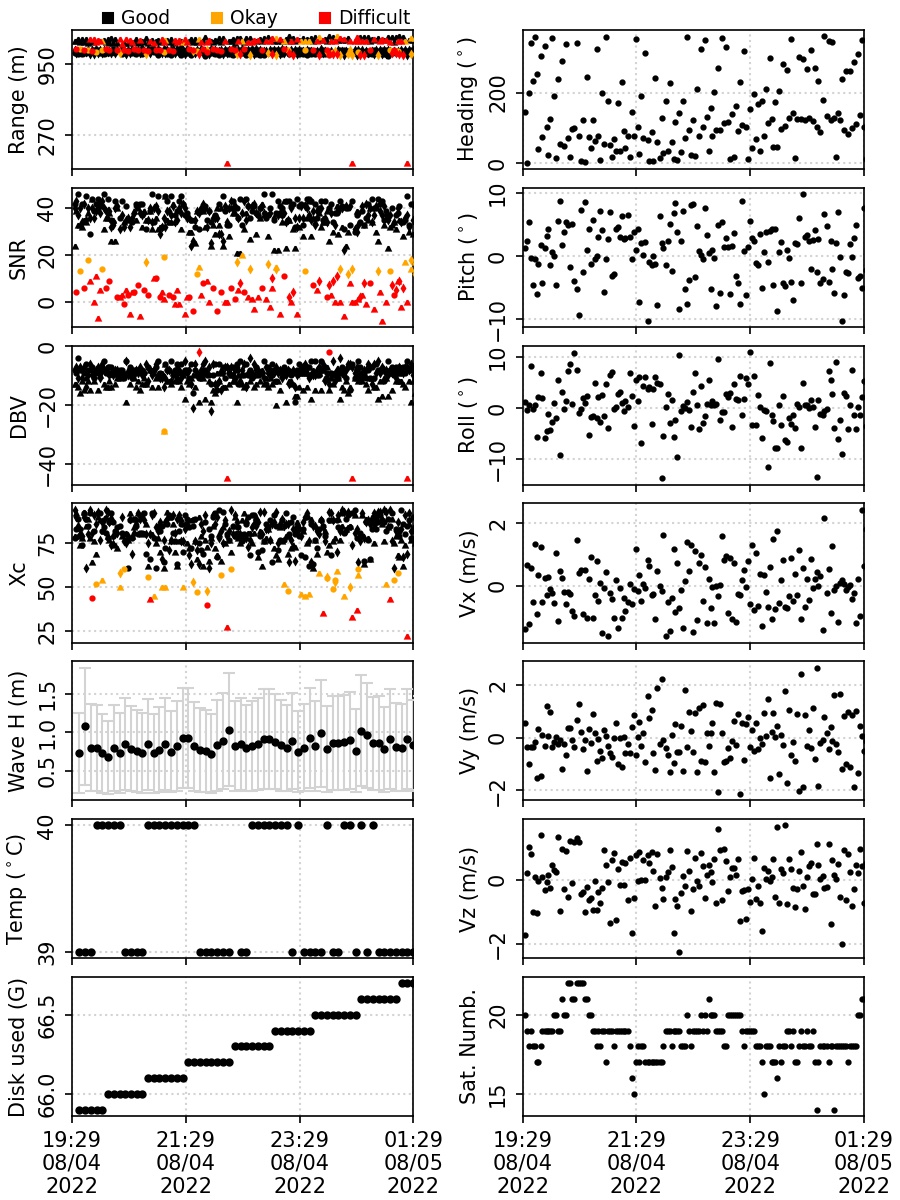 Good Okay Difficult
Range (m)
950
270
Heading (°)
200
0
SNR
40
20
0
Pitch (°)
10
0
−10
DBV
0
−20
−40
Roll (°)
10
0
−10
Xc
75
50
25
Vx (m/s)
2
0
Wave H (m)
1.5
1.0
0.5
Vy (m/s)
2
0
−2
Temp (°C)
40
39
Vz (m/s)
0
−2
Disk used (G)
66.5
66.0
Sat. Numb.
20
15
19:29 21:29 23:29 01:29
08/04 08/04 08/04 08/05
2022 2022 2022 2022
19:29 21:29 23:29 01:29
08/04 08/04 08/04 08/05
2022 2022 2022 2022